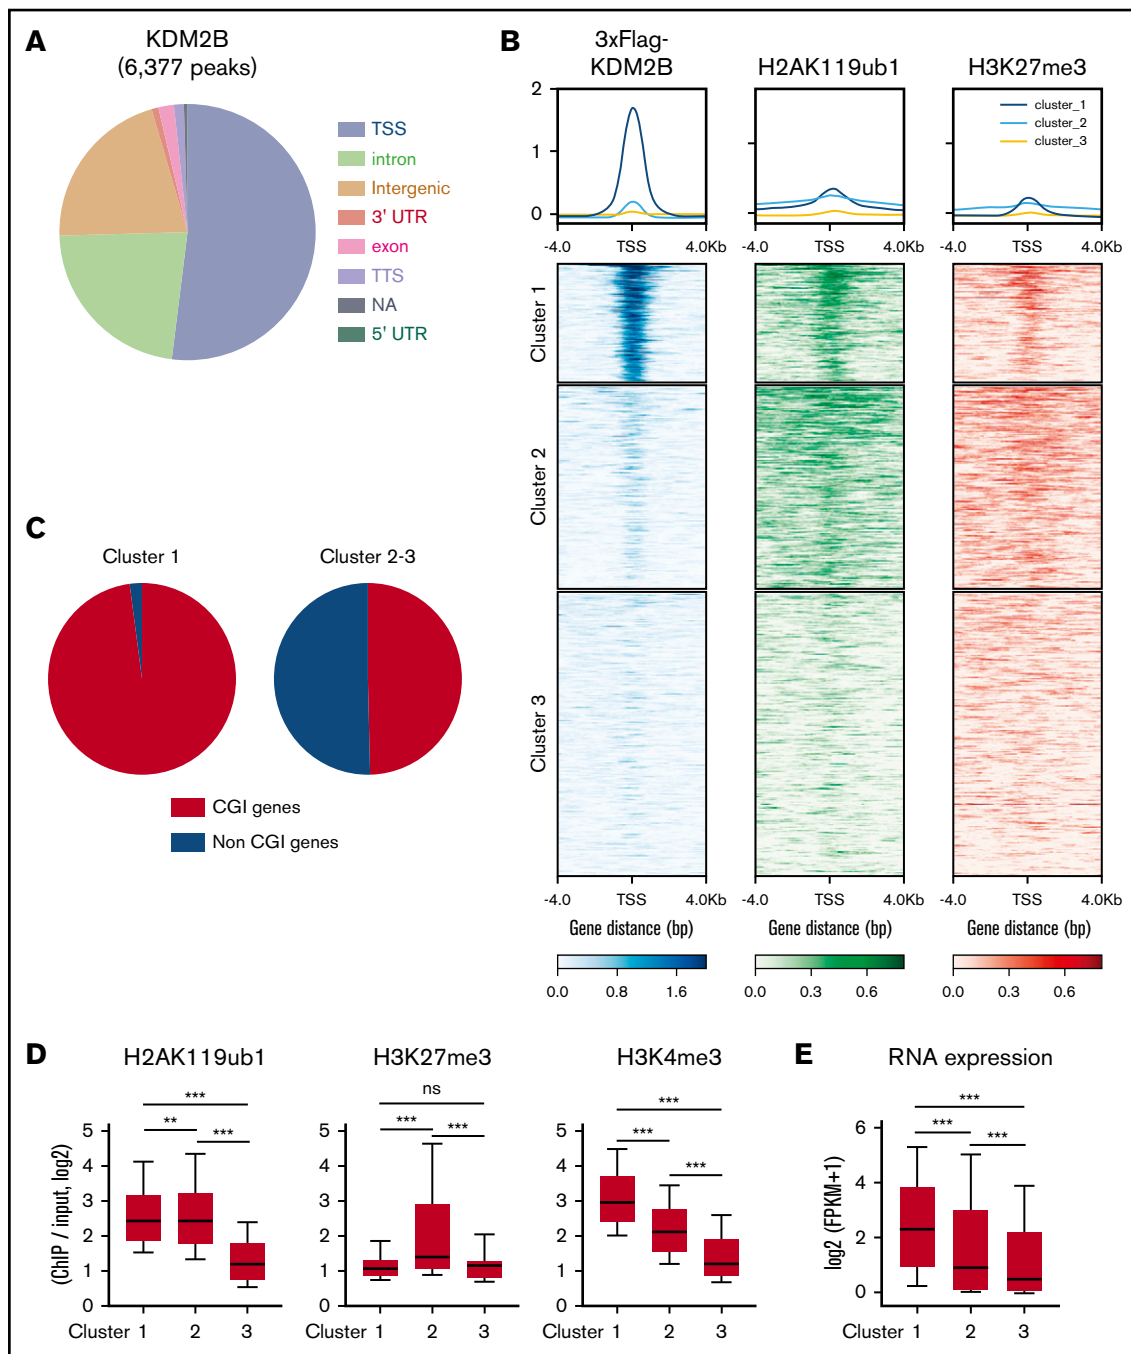 A
KDM2B
(6,377 peaks)
TSS
intron
Intergenic
3' UTR
exon
TTS
NA
5' UTR
B
3xFlag-
KDM2B
H2AK119ub1
H3K27me3
2
1
0
cluster_1
cluster_2
cluster_3
-4.0 TSS 4.0Kb
-4.0 TSS 4.0Kb
-4.0 TSS 4.0Kb
Cluster 1
Cluster 2
Cluster 3
-4.0 TSS 4.0Kb
-4.0 TSS 4.0Kb
-4.0 TSS 4.0Kb
Gene distance (bp)
Gene distance (bp)
Gene distance (bp)
0.0 0.8 1.6
0.0 0.3 0.6
0.0 0.3 0.6
C
Cluster 1
Cluster 2-3
CGI genes
Non CGI genes
D
H2AK119ub1
(ChIP / input, log2)
5
4
3
2
1
0
***
**
***
Cluster 1 2 3
H3K27me3
5
4
3
2
1
0
ns
***
***
1 2 3
H3K4me3
5
4
3
2
1
0
***
***
***
Cluster 1 2 3
E
RNA expression
log2 (FPKM+1)
6
4
2
0
***
***
***
Cluster 1 2 3